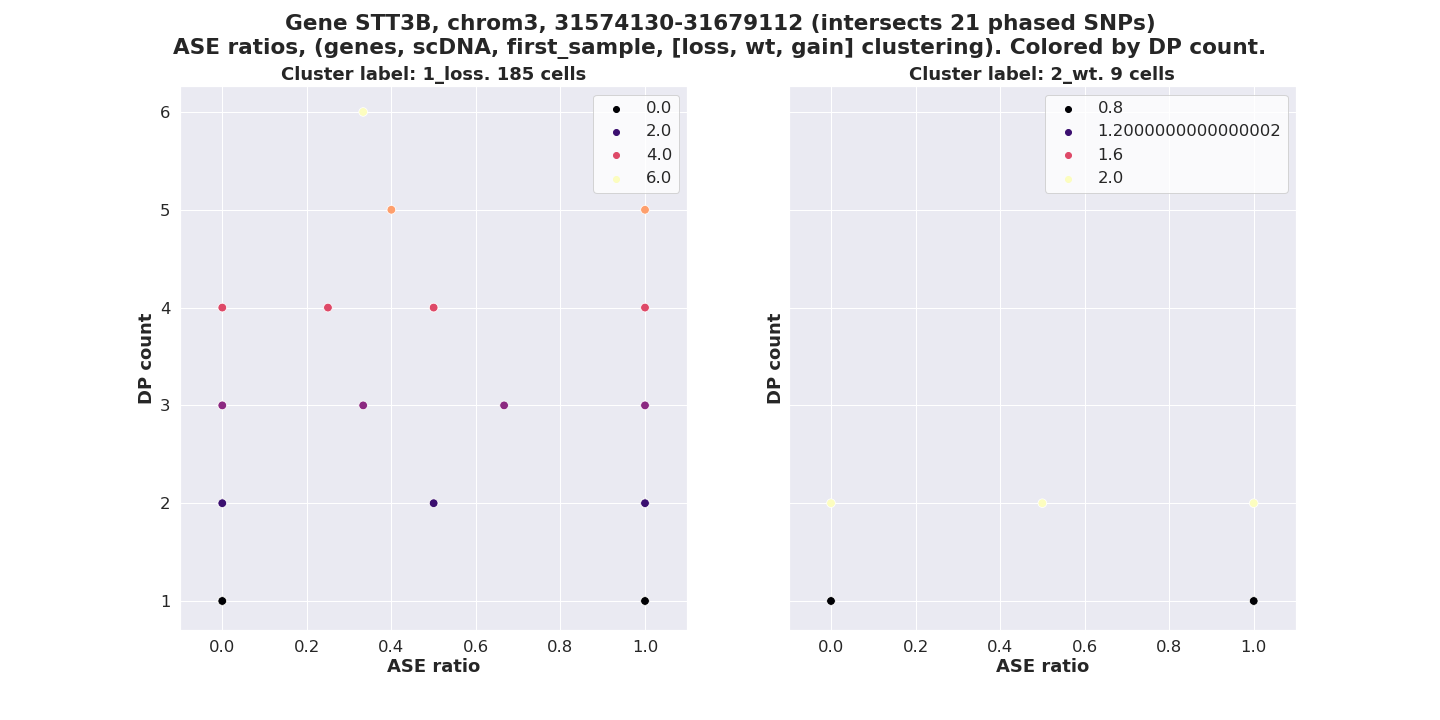 Gene STT3B, chrom3, 31574130-31679112 (intersects 21 phased SNPs)
ASE ratios, (genes, scDNA, first_sample, [loss, wt, gain] clustering). Colored by DP count.
Cluster label: 1_loss. 185 cells
0.0
2.0
4.0
6.0
6
5
4
3
2
1
DP count
0.0 0.2 0.4 0.6 0.8 1.0
ASE ratio
Cluster label: 2_wt. 9 cells
0.8
1.2000000000000002
1.6
2.0
DP count
0.0 0.2 0.4 0.6 0.8 1.0
ASE ratio